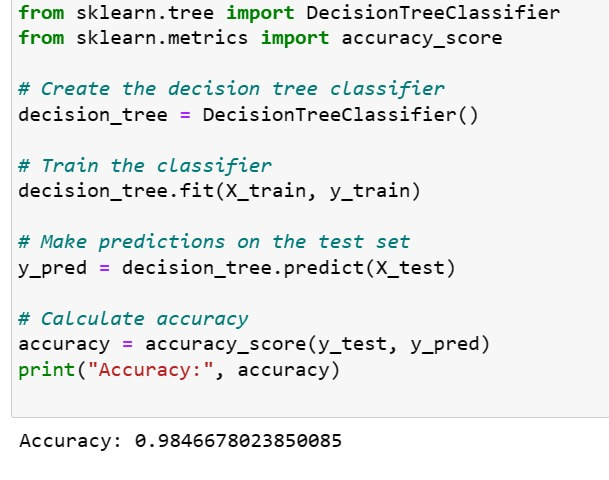 from sklearn.tree import DecisionTreeClassifier
from sklearn.metrics import accuracy_score
# Create the decision tree classifier
decision_tree = DecisionTreeClassifier()
# Train the classifier
decision_tree.fit(X_train, y_train)
# Make predictions on the test set
y_pred = decision_tree.predict(X_test)
# Calculate accuracy
accuracy = accuracy_score(y_test, y_pred)
print("Accuracy:", accuracy)
Accuracy: 0.9846678023850085